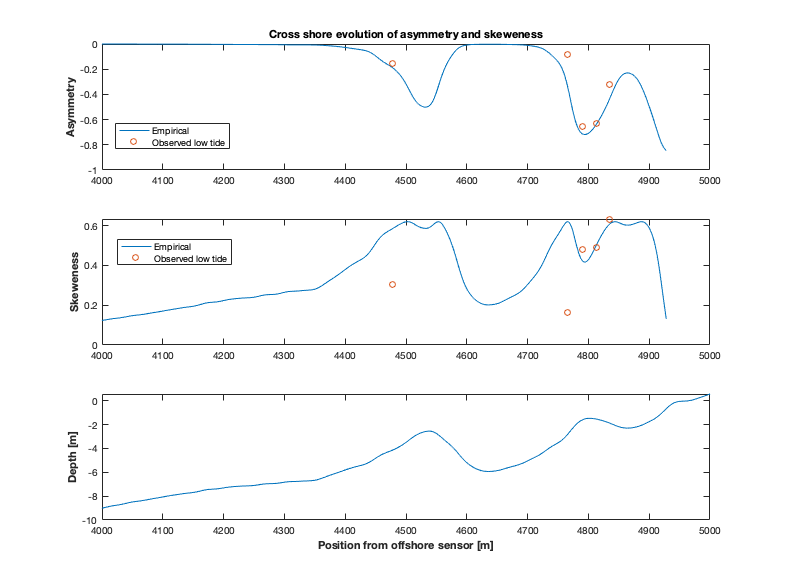 Cross shore evolution of asymmetry and skeweness
0
-0.2
-0.4
-0.6
-0.8
-1
Asymmetry
Empirical
Observed low tide
4000 4100 4200 4300 4400 4500 4600 4700 4800 4900 5000
0.6
0.4
0.2
0
Skeweness
Empirical
Observed low tide
4000 4100 4200 4300 4400 4500 4600 4700 4800 4900 5000
0
-2
-4
-6
-8
-10
Depth [m]
4000 4100 4200 4300 4400 4500 4600 4700 4800 4900 5000
Position from offshore sensor [m]